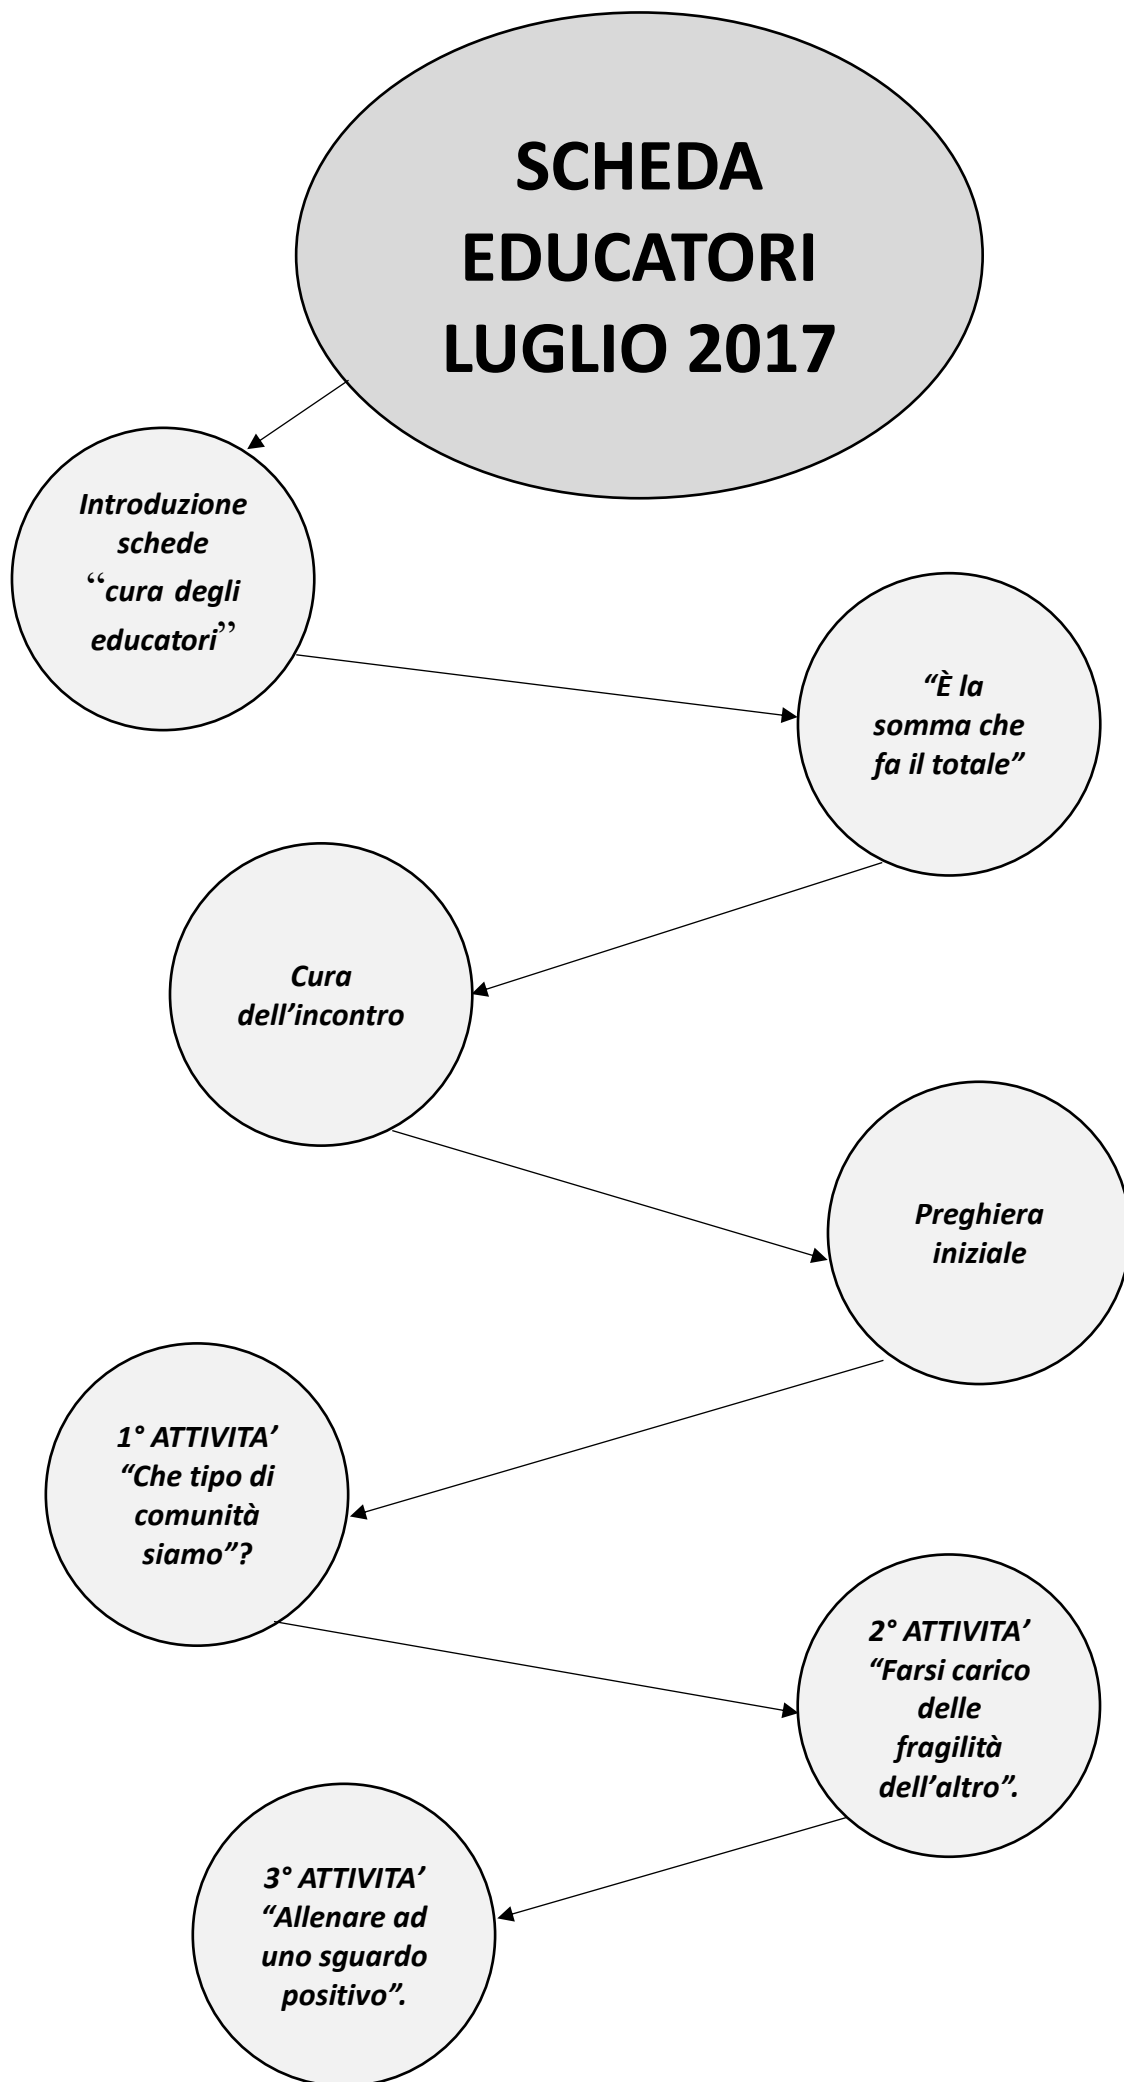 SCHEDA
EDUCATORI
LUGLIO 2017
Introduzione
schede
“cura degli
educatori”
“È la
somma che
fa il totale”
Cura
dell’incontro
Preghiera
iniziale
1° ATTIVITA’
“Che tipo di
comunità
siamo”?
2° ATTIVITA’
“Farsi carico
delle
fragilità
dell’altro”.
3° ATTIVITA’
“Allenare ad
uno sguardo
positivo”.